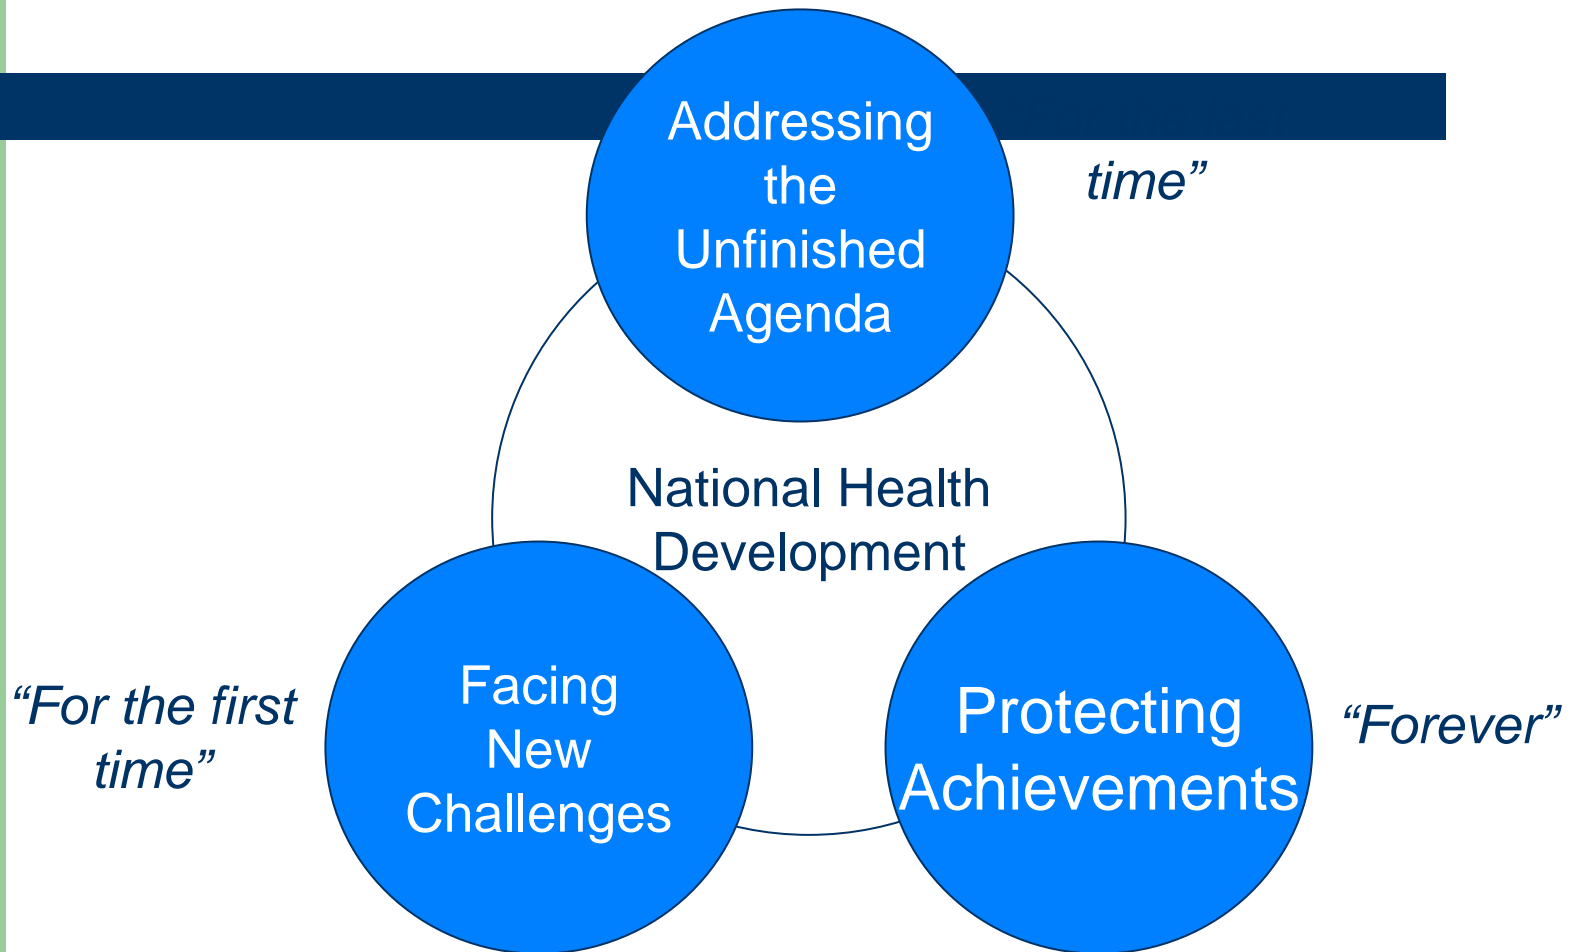 Addressing
the
Unfinished
Agenda
time”
National Health
Development
“For the first
time”
Facing
New
Challenges
Protecting
Achievements
“Forever”